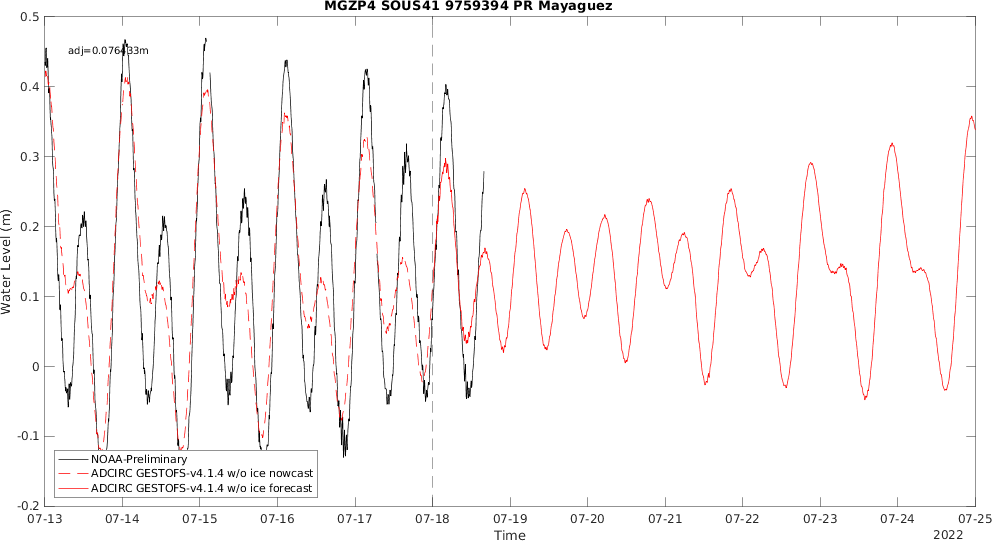 MGZP4 SOUS41 9759394 PR Mayaguez
0.5
adj=0.076433m
0.4
0.3
0.2
Water Level (m)
0.1
0
-0.1
NOAA-Preliminary
ADCIRC GESTOFS-v4.1.4 w/o ice nowcast
ADCIRC GESTOFS-v4.1.4 w/o ice forecast
-0.2
07-13 07-14 07-15 07-16 07-17 07-18 07-19 07-20 07-21 07-22 07-23 07-24 07-25
Time
2022